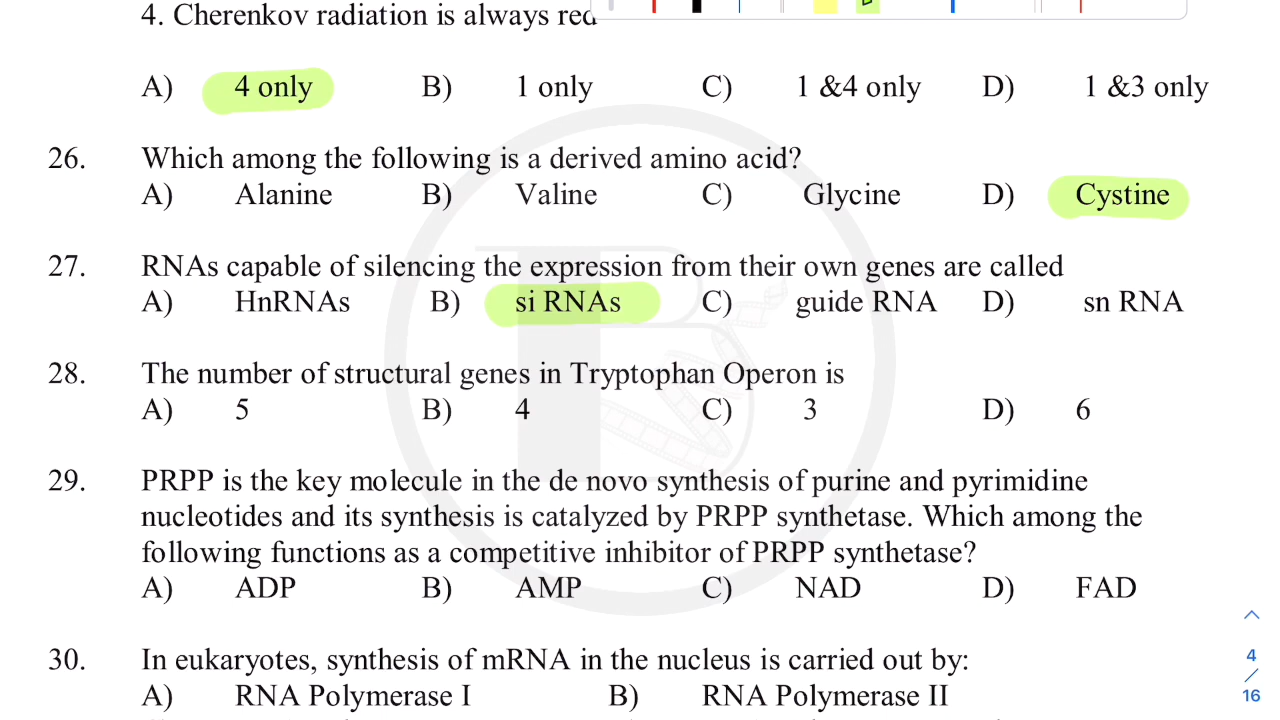 4. Cherenkov radiation is always red
A) 4 only B) 1 only C) 1 &4 only D) 1 &3 only
26. Which among the following is a derived amino acid?
A) Alanine B) Valine C) Glycine D) Cystine
27. RNAs capable of silencing the expression from their own genes are called
A) HnRNAs B) si RNAs C) guide RNA D) sn RNA
28. The number of structural genes in Tryptophan Operon is
A) 5 B) 4 C) 3 D) 6
29. PRPP is the key molecule in the de novo synthesis of purine and pyrimidine
nucleotides and its synthesis is catalyzed by PRPP synthetase. Which among the
following functions as a competitive inhibitor of PRPP synthetase?
A) ADP B) AMP C) NAD D) FAD
30. In eukaryotes, synthesis of mRNA in the nucleus is carried out by:
A) RNA Polymerase I B) RNA Polymerase II
4
/
16